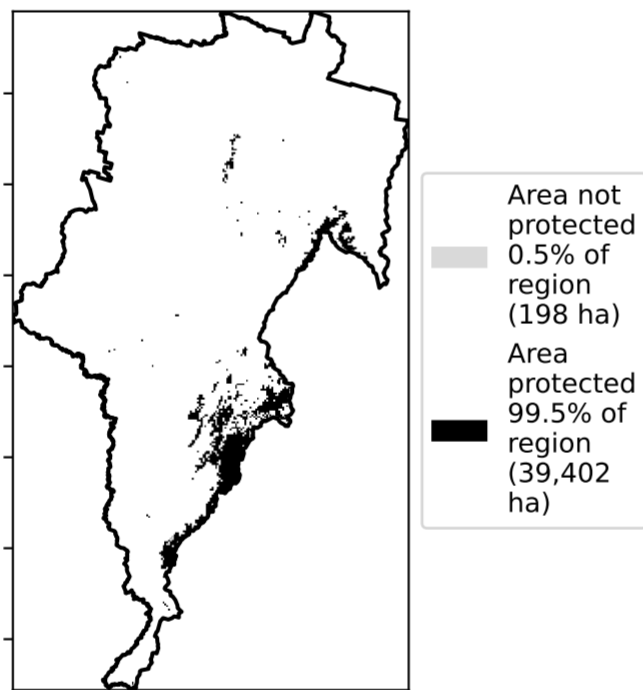 Area not
protected
0.5% of
region
(198 ha)
Area
protected
99.5% of
region
(39,402
ha)